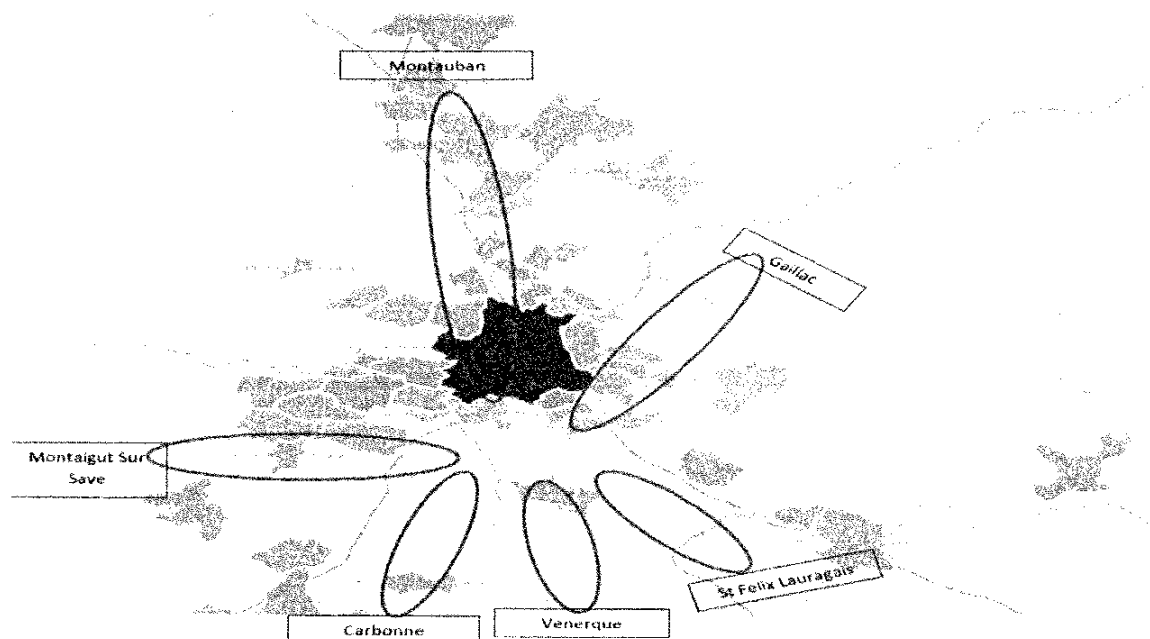 Montauban
Gaillac
Montaigut Sur
Save
St Felix Lauragais
Venerque
Carbonne